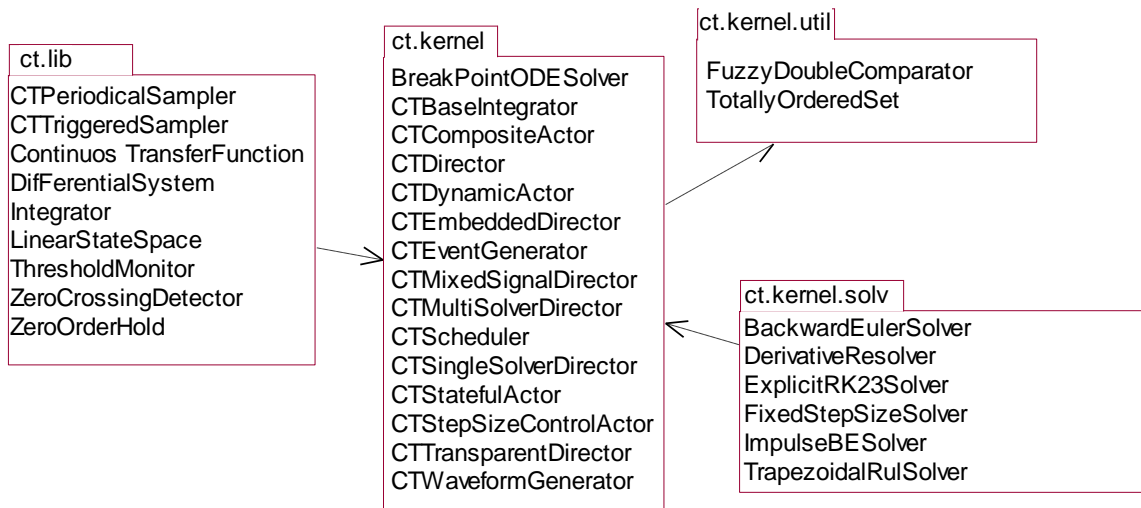 ct.lib
CTPeriodicalSampler
CTTriggeredSampler
Continuos TransferFunction
DifFerentialSystem
Integrator
LinearStateSpace
ThresholdMonitor
ZeroCrossingDetector
ZeroOrderHold
ct.kernel
BreakPointODESolver
CTBaseIntegrator
CTCompositeActor
CTDirector
CTDynamicActor
CTEmbeddedDirector
CTEventGenerator
CTMixedSignalDirector
CTMultiSolverDirector
CTScheduler
CTSingleSolverDirector
CTStatefulActor
CTStepSizeControlActor
CTTransparentDirector
CTWaveformGenerator
ct.kernel.util
FuzzyDoubleComparator
TotallyOrderedSet
ct.kernel.solv
BackwardEulerSolver
DerivativeResolver
ExplicitRK23Solver
FixedStepSizeSolver
ImpulseBESolver
TrapezoidalRulSolver